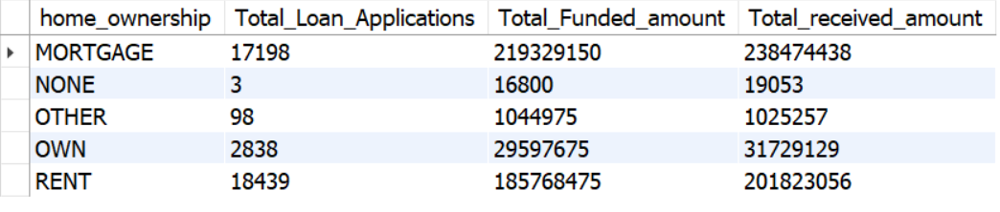 home_ownership Total_Loan_Applications Total_Funded_amount Total_received_amount
MORTGAGE 17198 219329150 238474438
NONE 3 16800 19053
OTHER 98 1044975 1025257
OWN 2838 29597675 31729129
RENT 18439 185768475 201823056